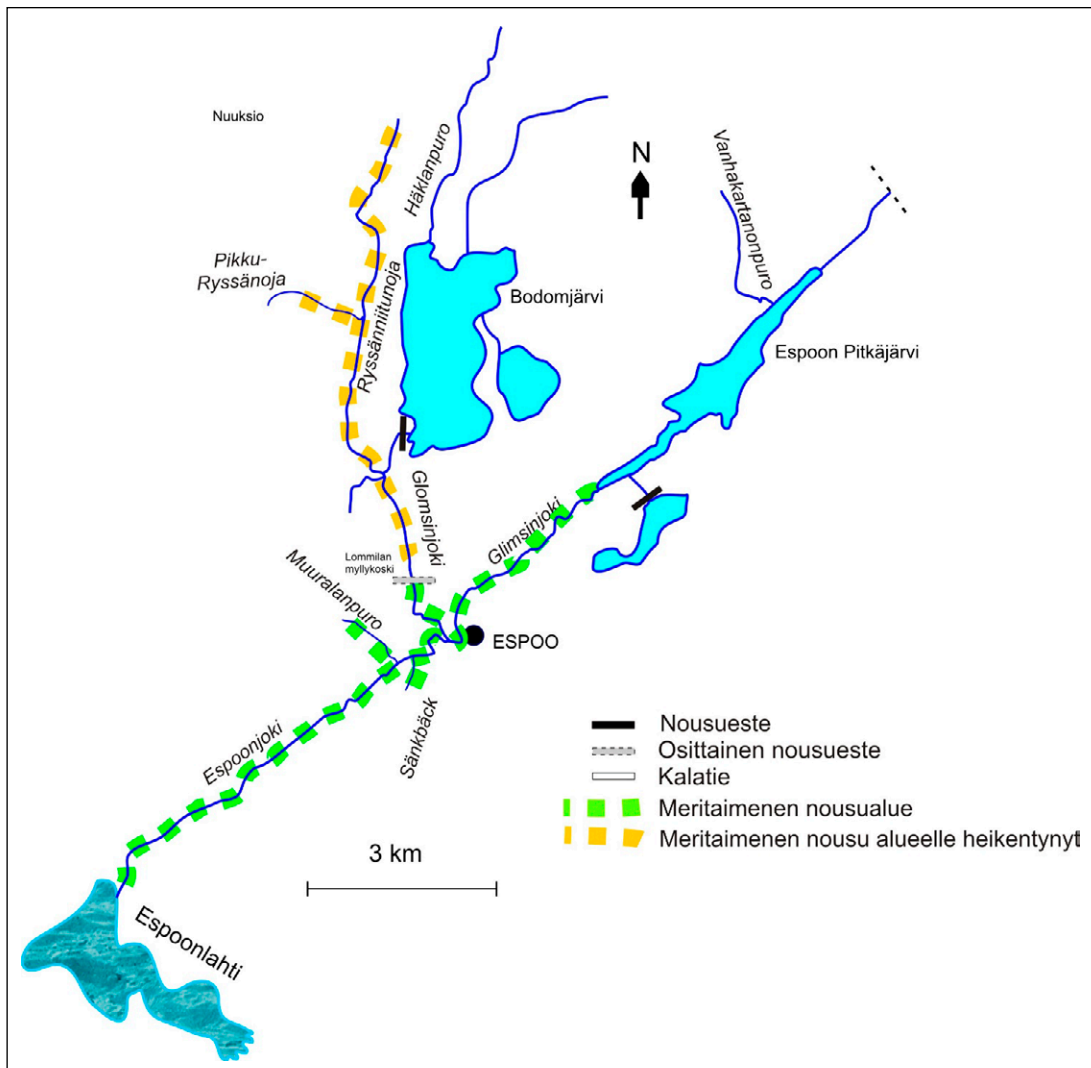 Nuuksio
Häklanpuro
N
Vanhakartanonpuro
Pikku-
Ryssänoja
Ryssänniitunoja
Bodomjärvi
Espoon Pitkäjärvi
Glomsinjoki
Glimsinjoki
Lommilan
myllykoski
Muuralanpuro
ESPOO
Sänkbäck
Espoonjoki
Nousueste
Osittainen nousueste
Kalatie
Meritaimenen nousualue
Meritaimenen nousu alueelle heikentynyt
3 km
Espoonlahti